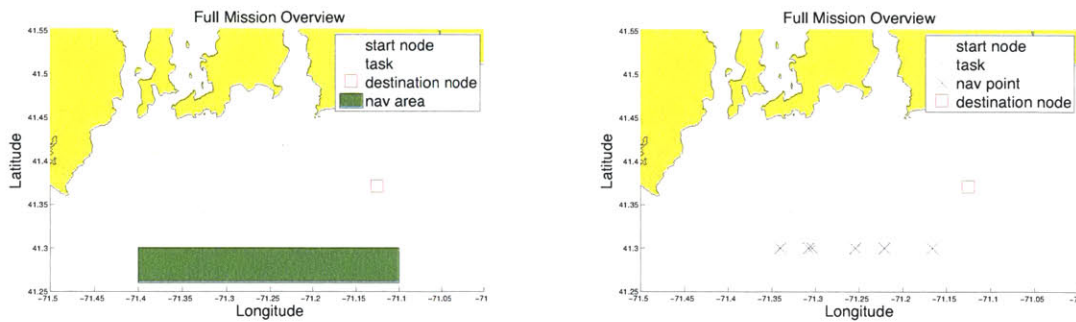 Full Mission Overview
start node
task
destination node
nav area
Latitude
41.55
41.5
41.45
41.4
41.35
41.3
41.25
-71.5 -71.45 -71.4 -71.35 -71.3 -71.25 -71.2 -71.15 -71.1 -71.05 -71
Longitude
Full Mission Overview
start node
task
nav point
destination node
Latitude
41.55
41.5
41.45
41.4
41.35
41.3
41.25
-71.5 -71.45 -71.4 -71.35 -71.3 -71.25 -71.2 -71.15 -71.1 -71.05 -71
Longitude